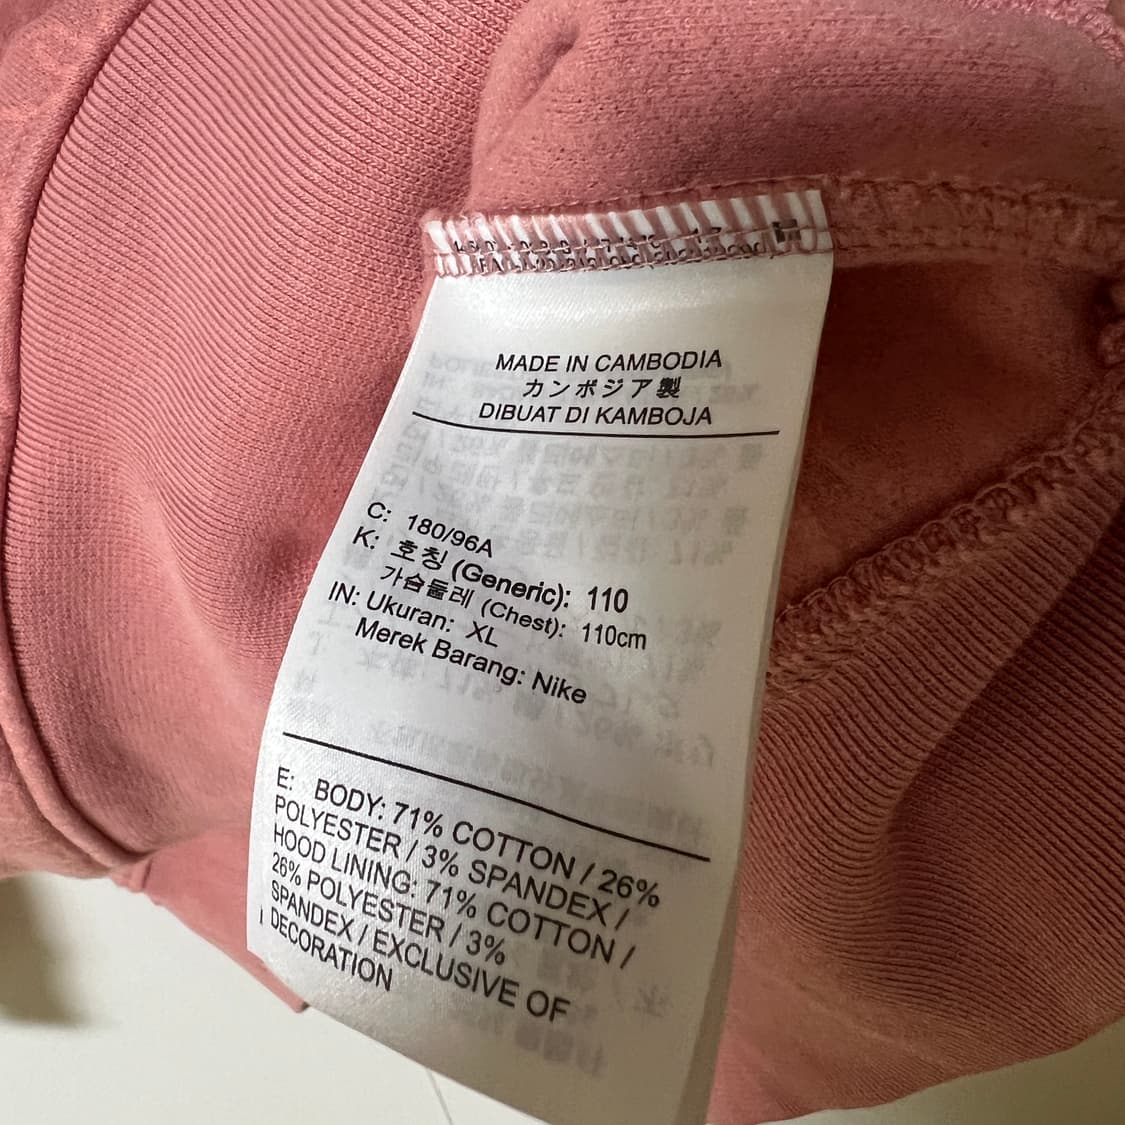 MADE IN CAMBODIA
カンボジア製
DIBUAT DI KAMBOJA
C: 180/96A
K: 호칭 (Generic): 110
가슴둘레 (Chest): 110cm
IN: Ukuran: XL
Merek Barang: Nike
E: BODY: 71% COTTON / 26%
POLYESTER / 3% SPANDEX /
HOOD LINING: 71% COTTON /
26% POLYESTER / 3%
SPANDEX / EXCLUSIVE OF
DECORATION